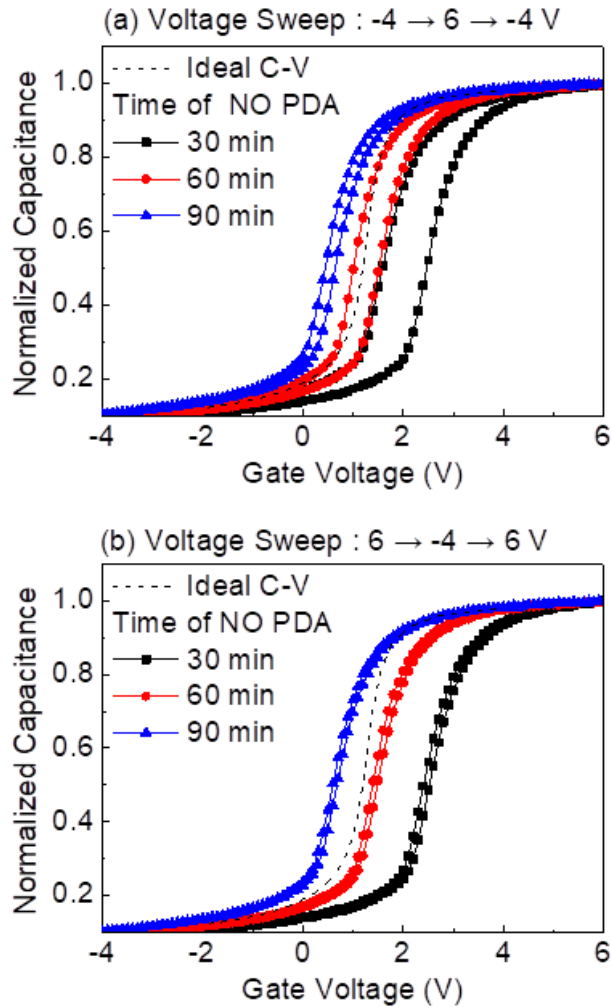 (a) Voltage Sweep : -4 → 6 → -4 V
Ideal C-V
Time of NO PDA
30 min
60 min
90 min
Normalized Capacitance
1.0
0.8
0.6
0.4
0.2
-4 -2 0 2 4 6
Gate Voltage (V)
(b) Voltage Sweep : 6 → -4 → 6 V
Ideal C-V
Time of NO PDA
30 min
60 min
90 min
Normalized Capacitance
1.0
0.8
0.6
0.4
0.2
-4 -2 0 2 4 6
Gate Voltage (V)